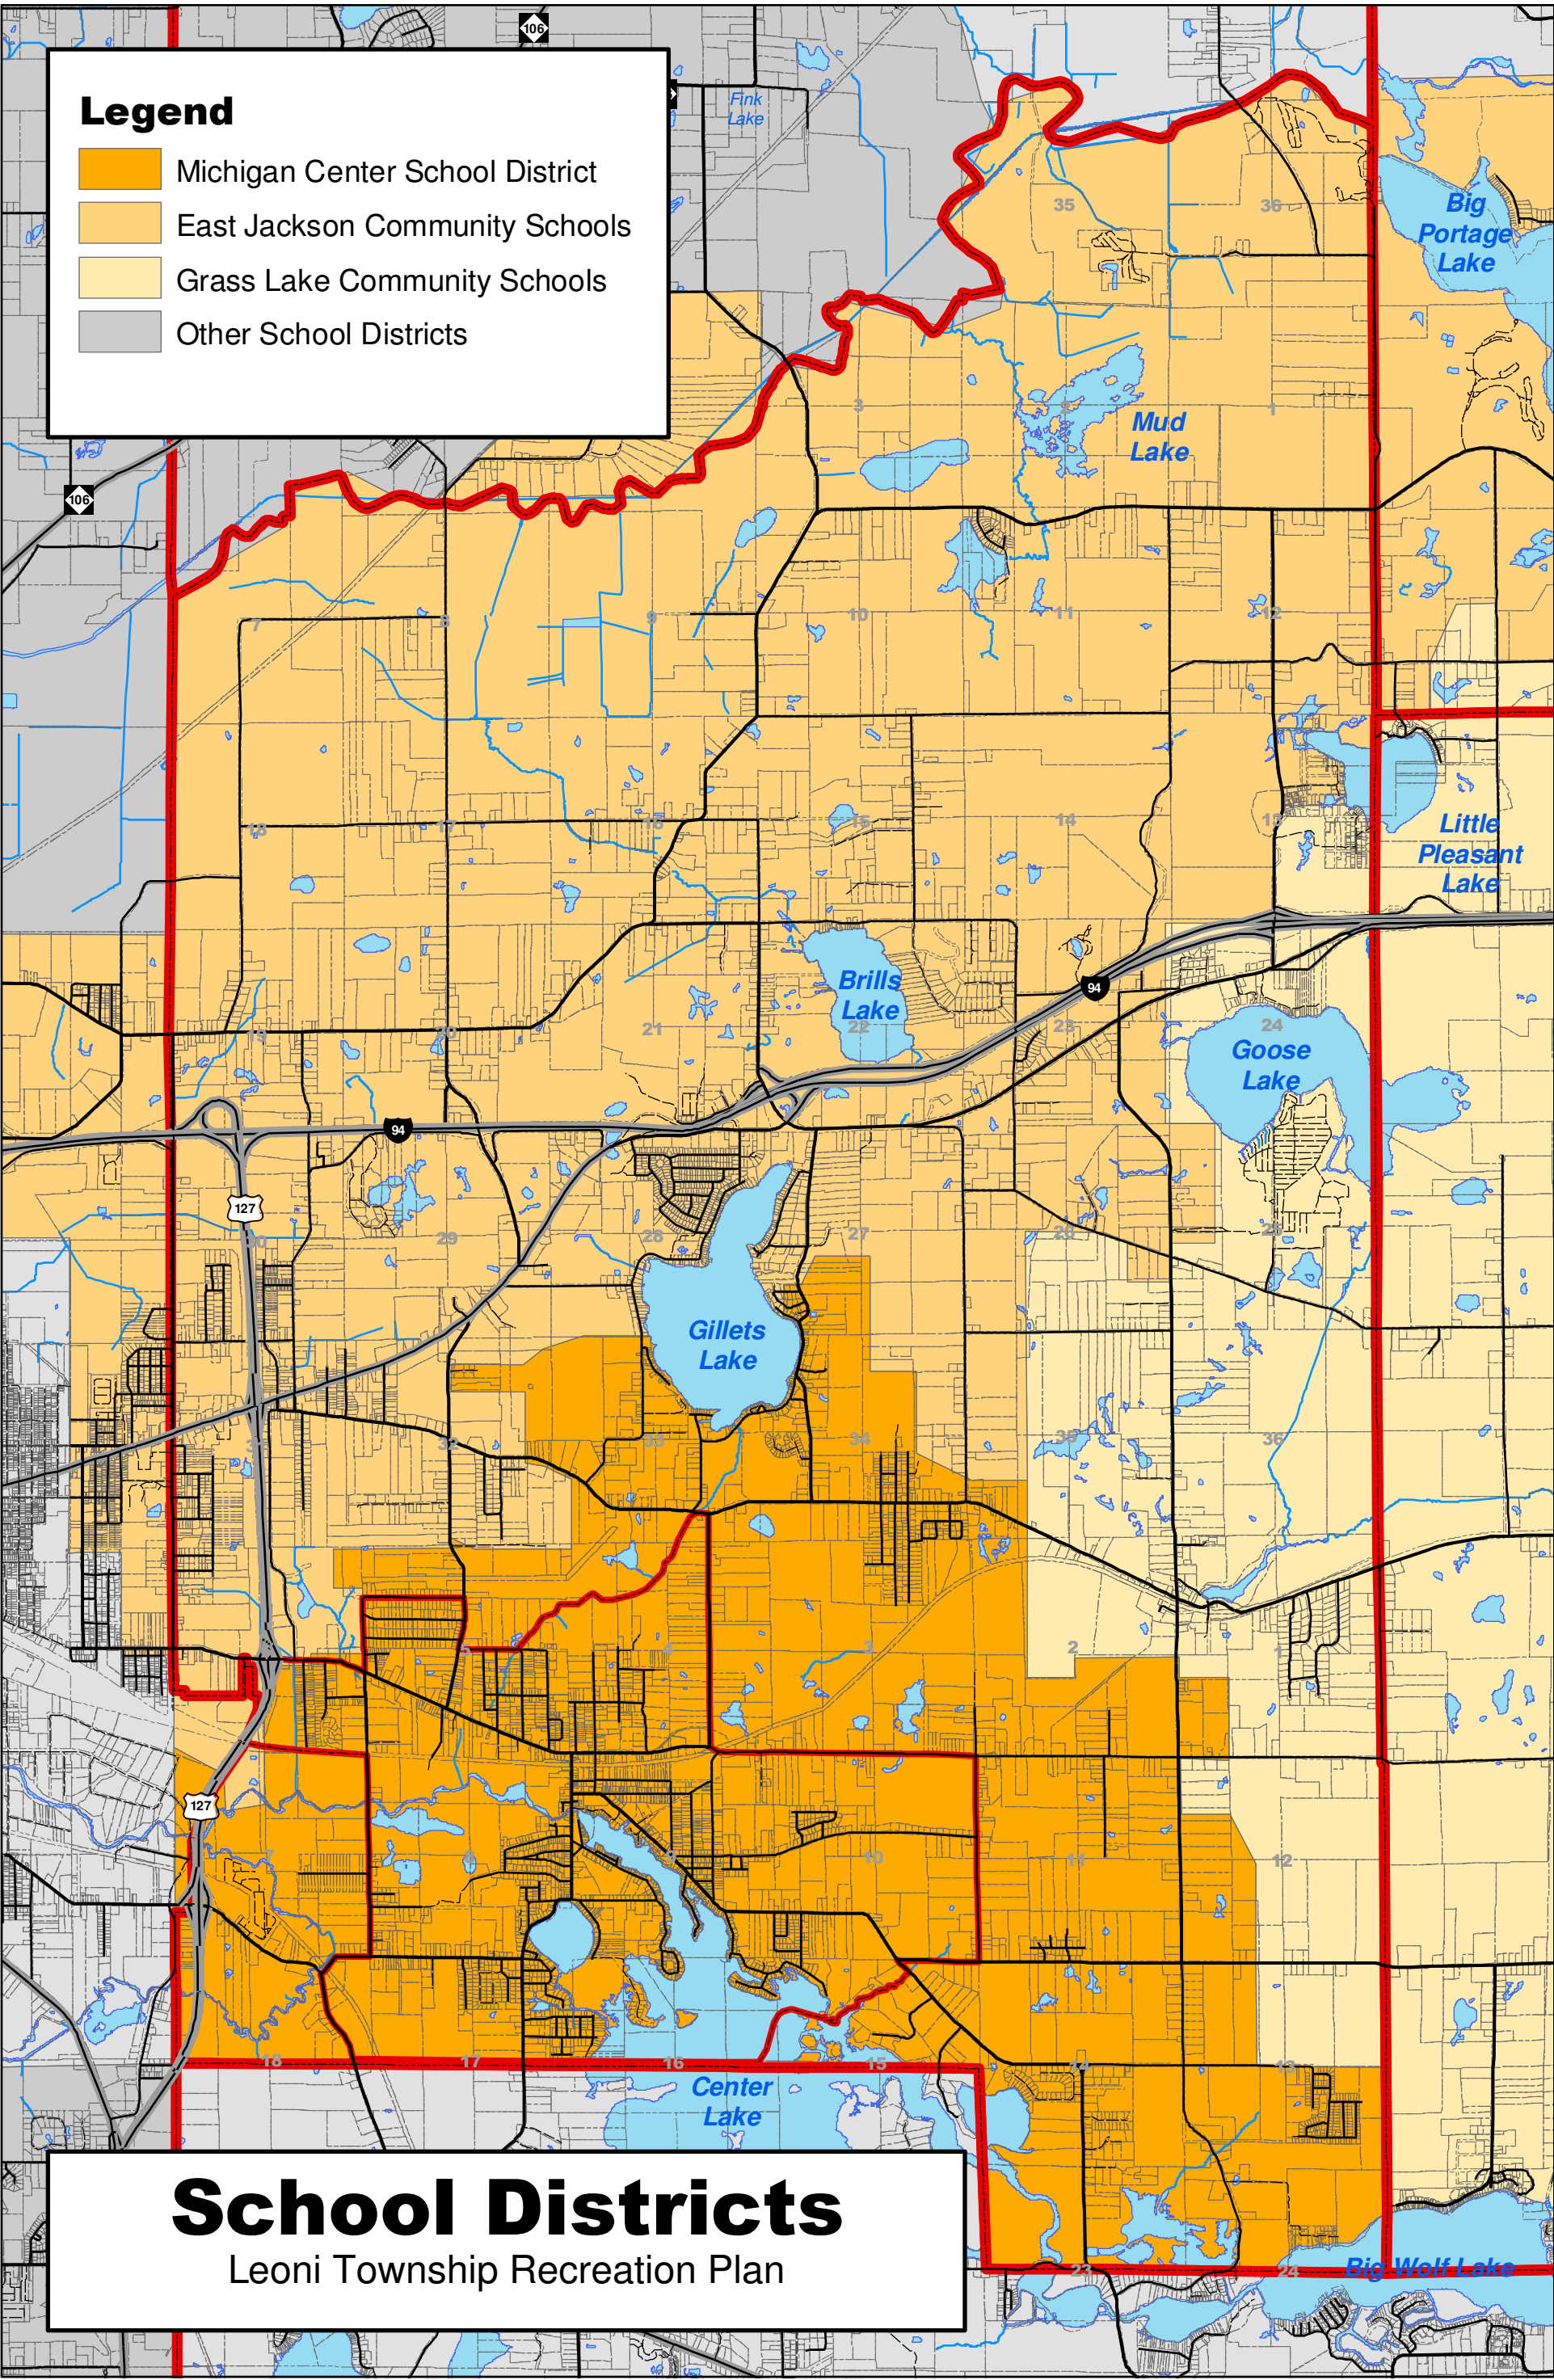 106
Legend
Michigan Center School District
East Jackson Community Schools
Grass Lake Community Schools
Other School Districts
Fink
Lake
35
36
Big
Portage
Lake
3
1
Mud
Lake
106
7
8
9
10
11
12
18
17
16
15
14
13
Little
Pleasant
Lake
Brills
Lake
94
19
20
21
22
23
24
Goose
Lake
94
127
30
29
28
27
26
25
Gillets
Lake
32
33
34
35
36
5
4
3
2
1
127
7
8
9
10
11
12
18
17
16
15
14
13
Center
Lake
School Districts
Leoni Township Recreation Plan
23
24
Big Wolf Lake